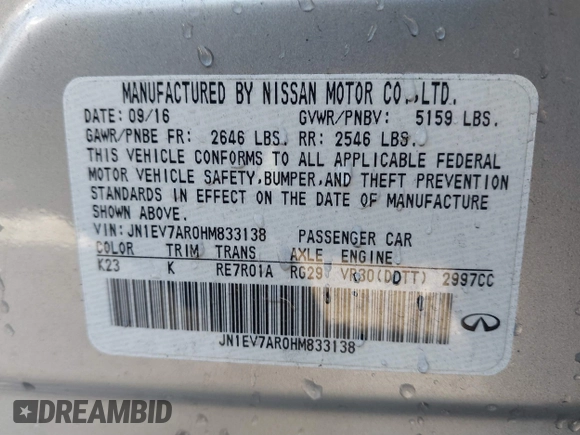 MANUFACTURED BY NISSAN MOTOR CO.,LTD.
DATE: 09/16 GVWR/PNBV: 5159 LBS.
GAWR/PNBE FR: 2646 LBS. RR: 2546 LBS.
THIS VEHICLE CONFORMS TO ALL APPLICABLE FEDERAL
MOTOR VEHICLE SAFETY,BUMPER,AND THEFT PREVENTION
STANDARDS IN EFFECT ON THE DATE OF MANUFACTURE
SHOWN ABOVE.
VIN:JN1EV7AR0HM833138 PASSENGER CAR
COLOR TRIM TRANS AXLE ENGINE
K23 K RE7R01A RG29 VR30(DDTT) 2997CC
JN1EV7AR0HM833138
DREAMBID